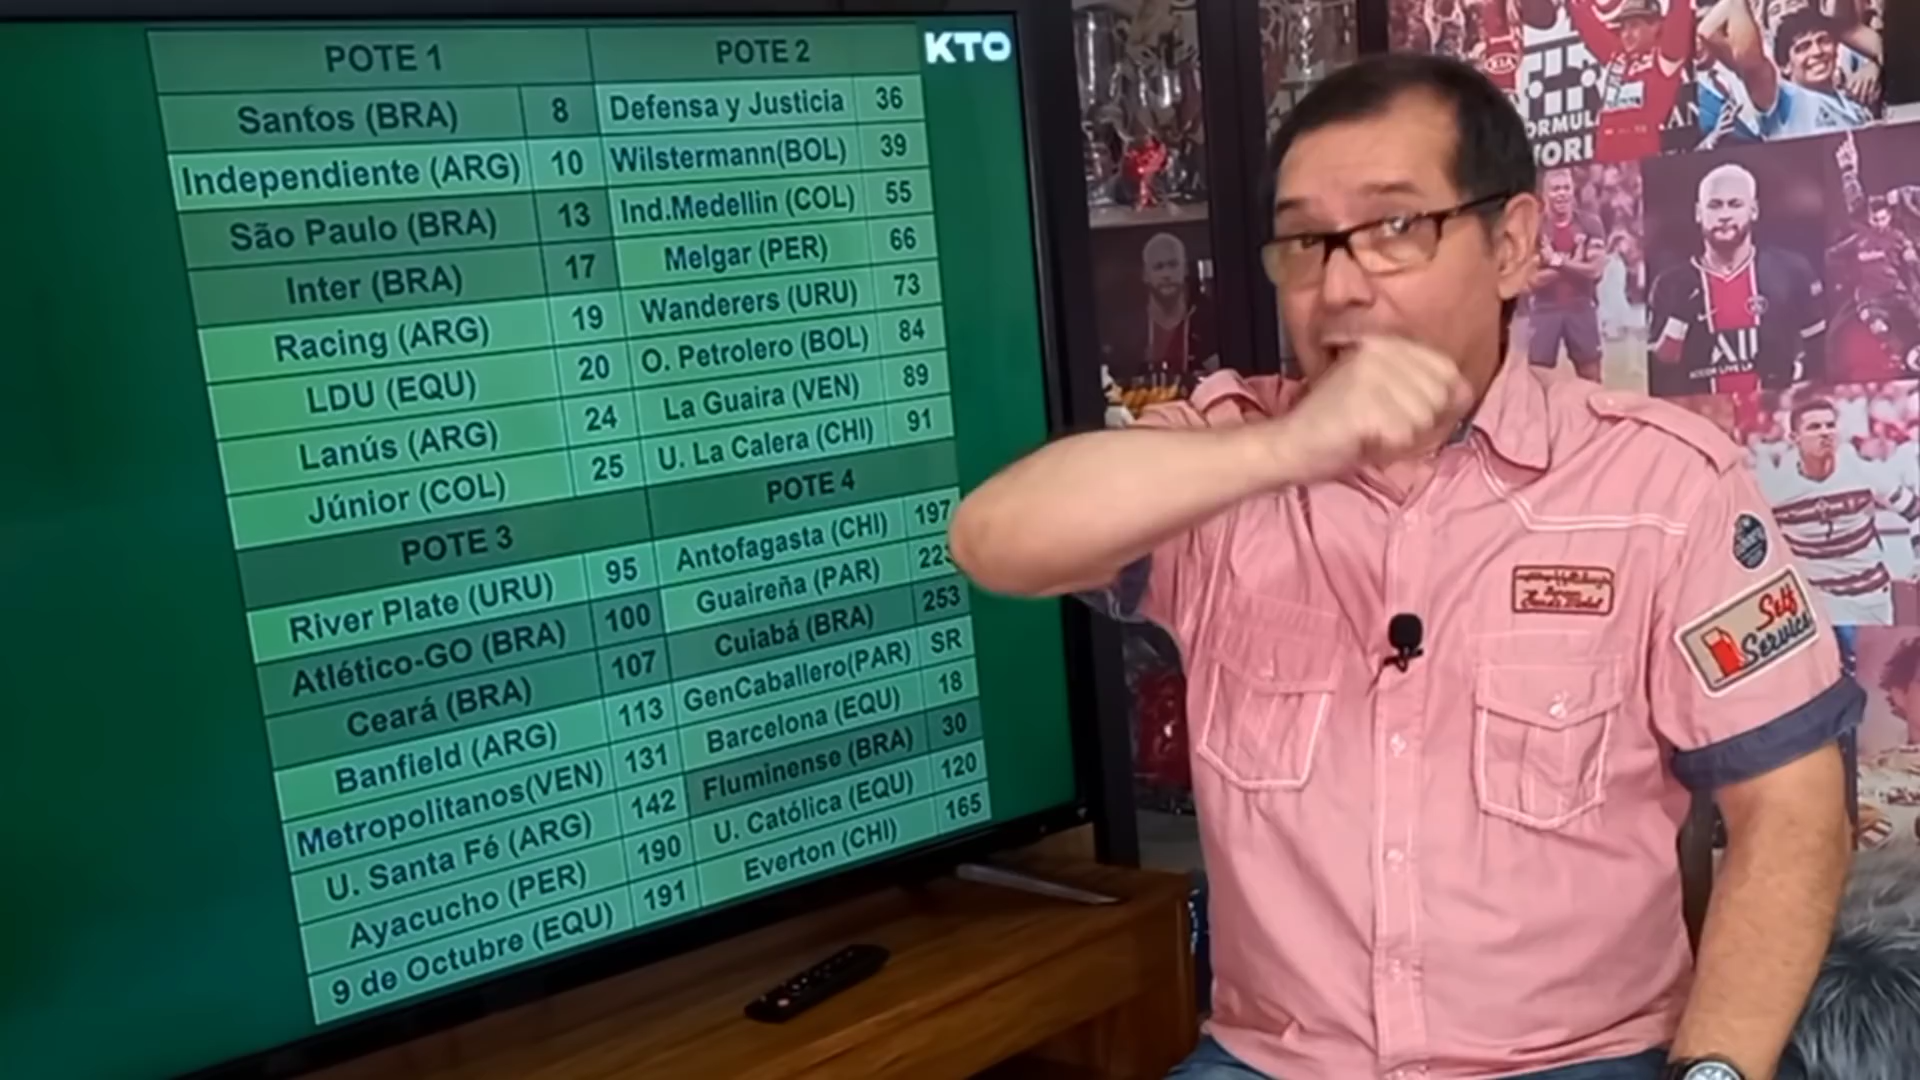 POTE 1
Santos (BRA) 8
Independiente (ARG) 10
São Paulo (BRA) 13
Inter (BRA) 17
Racing (ARG) 19
LDU (EQU) 20
Lanús (ARG) 24
Júnior (COL) 25
POTE 2
Defensa y Justicia 36
Wilstermann(BOL) 39
Ind.Medellin (COL) 55
Melgar (PER) 66
Wanderers (URU) 73
O. Petrolero (BOL) 84
La Guaira (VEN) 89
U. La Calera (CHI) 91
POTE 3
River Plate (URU) 95
Atlético-GO (BRA) 100
Ceará (BRA) 107
Banfield (ARG) 113
Metropolitanos(VEN) 131
U. Santa Fé (ARG) 142
Ayacucho (PER) 190
9 de Octubre (EQU) 191
POTE 4
Antofagasta (CHI) 197
Guaireña (PAR) 223
Cuiabá (BRA) 253
GenCaballero(PAR) SR
Barcelona (EQU) 18
Fluminense (BRA) 30
U. Católica (EQU) 120
Everton (CHI) 165
KTO
KIA
Self
Service